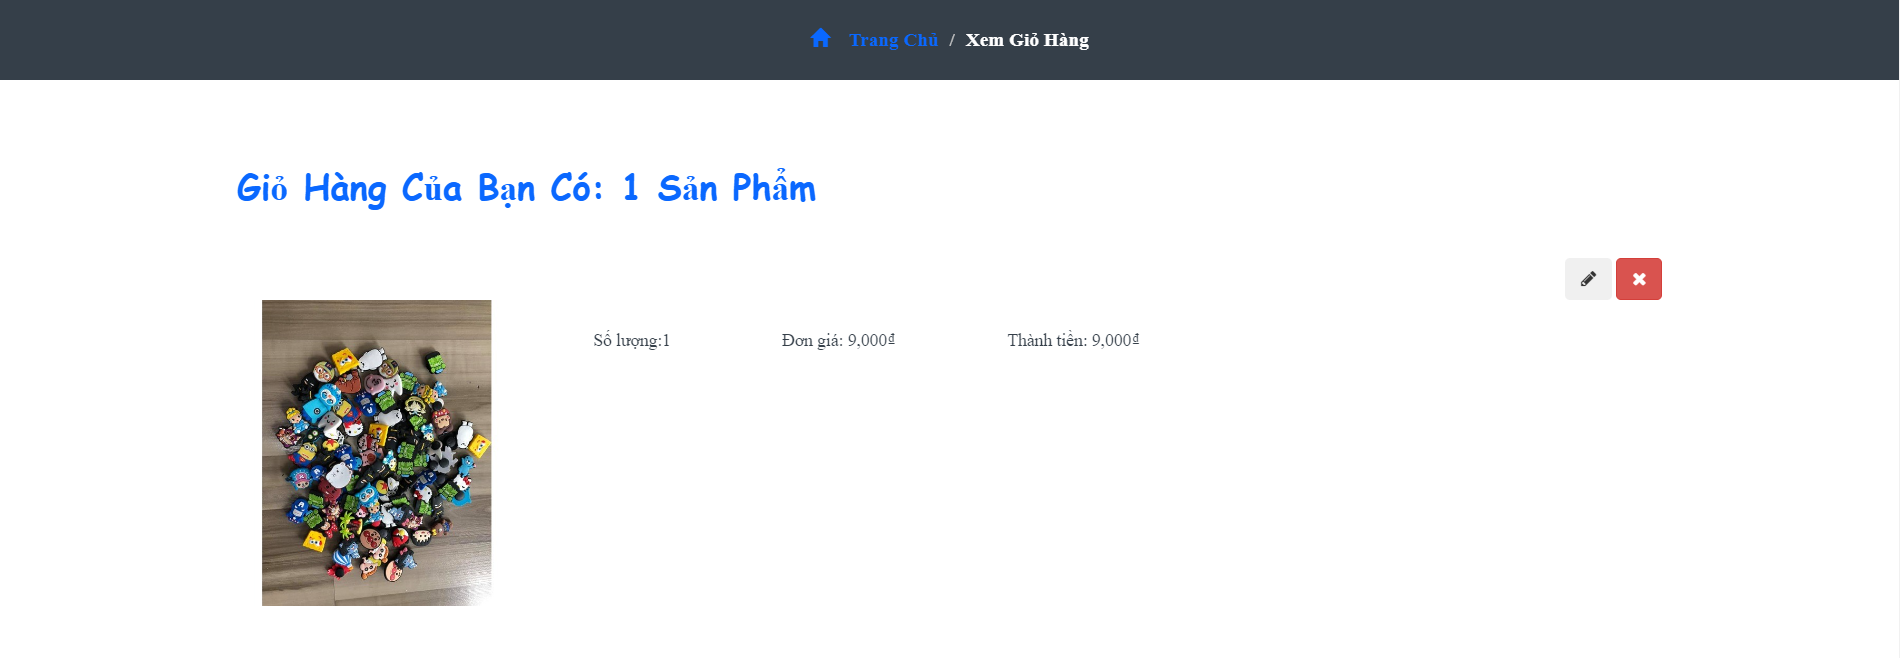 Trang Chủ / Xem Giỏ Hàng
Giỏ Hàng Của Bạn Có: 1 Sản Phẩm
Số lượng:1 Đơn giá: 9,000₫ Thành tiền: 9,000₫